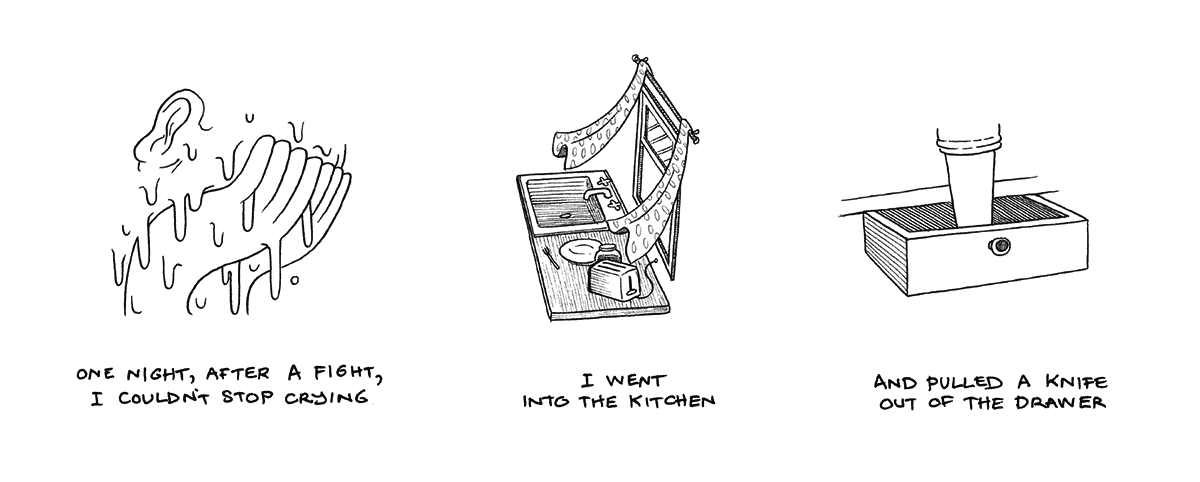 ONE NIGHT, AFTER A FIGHT,
I COULDN'T STOP CRYING
I WENT
INTO THE KITCHEN
AND PULLED A KNIFE
OUT OF THE DRAWER